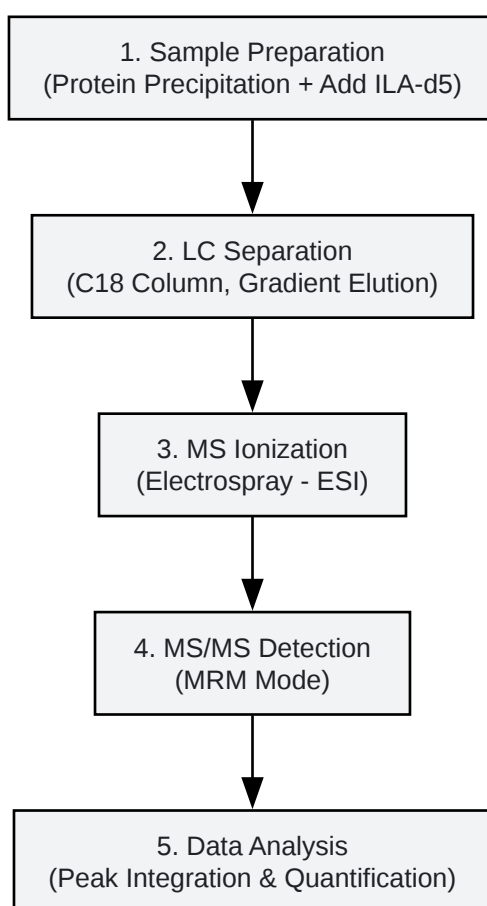 1. Sample Preparation
(Protein Precipitation + Add ILA-d5)
2. LC Separation
(C18 Column, Gradient Elution)
3. MS Ionization
(Electrospray - ESI)
4. MS/MS Detection
(MRM Mode)
5. Data Analysis
(Peak Integration & Quantification)